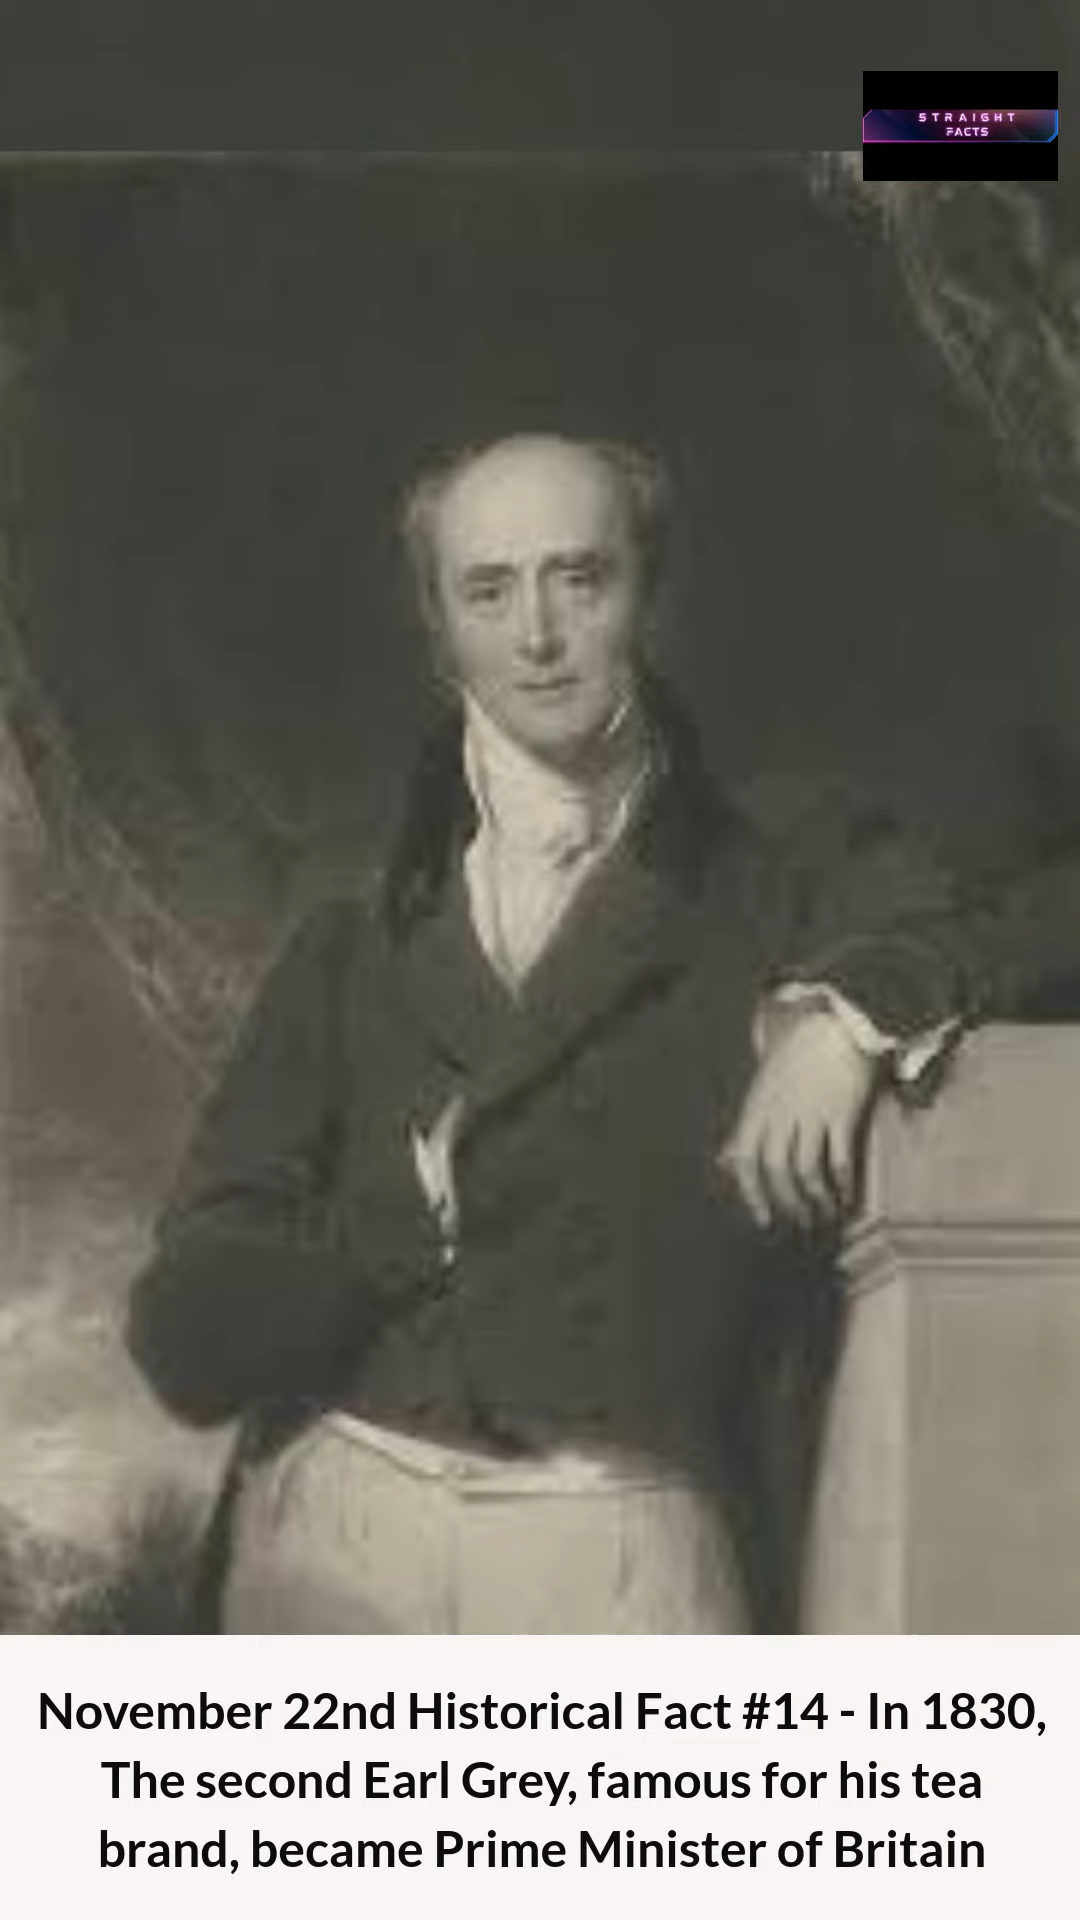 STRAIGHT
FACTS
November 22nd Historical Fact #14 - In 1830,
The second Earl Grey, famous for his tea
brand, became Prime Minister of Britain